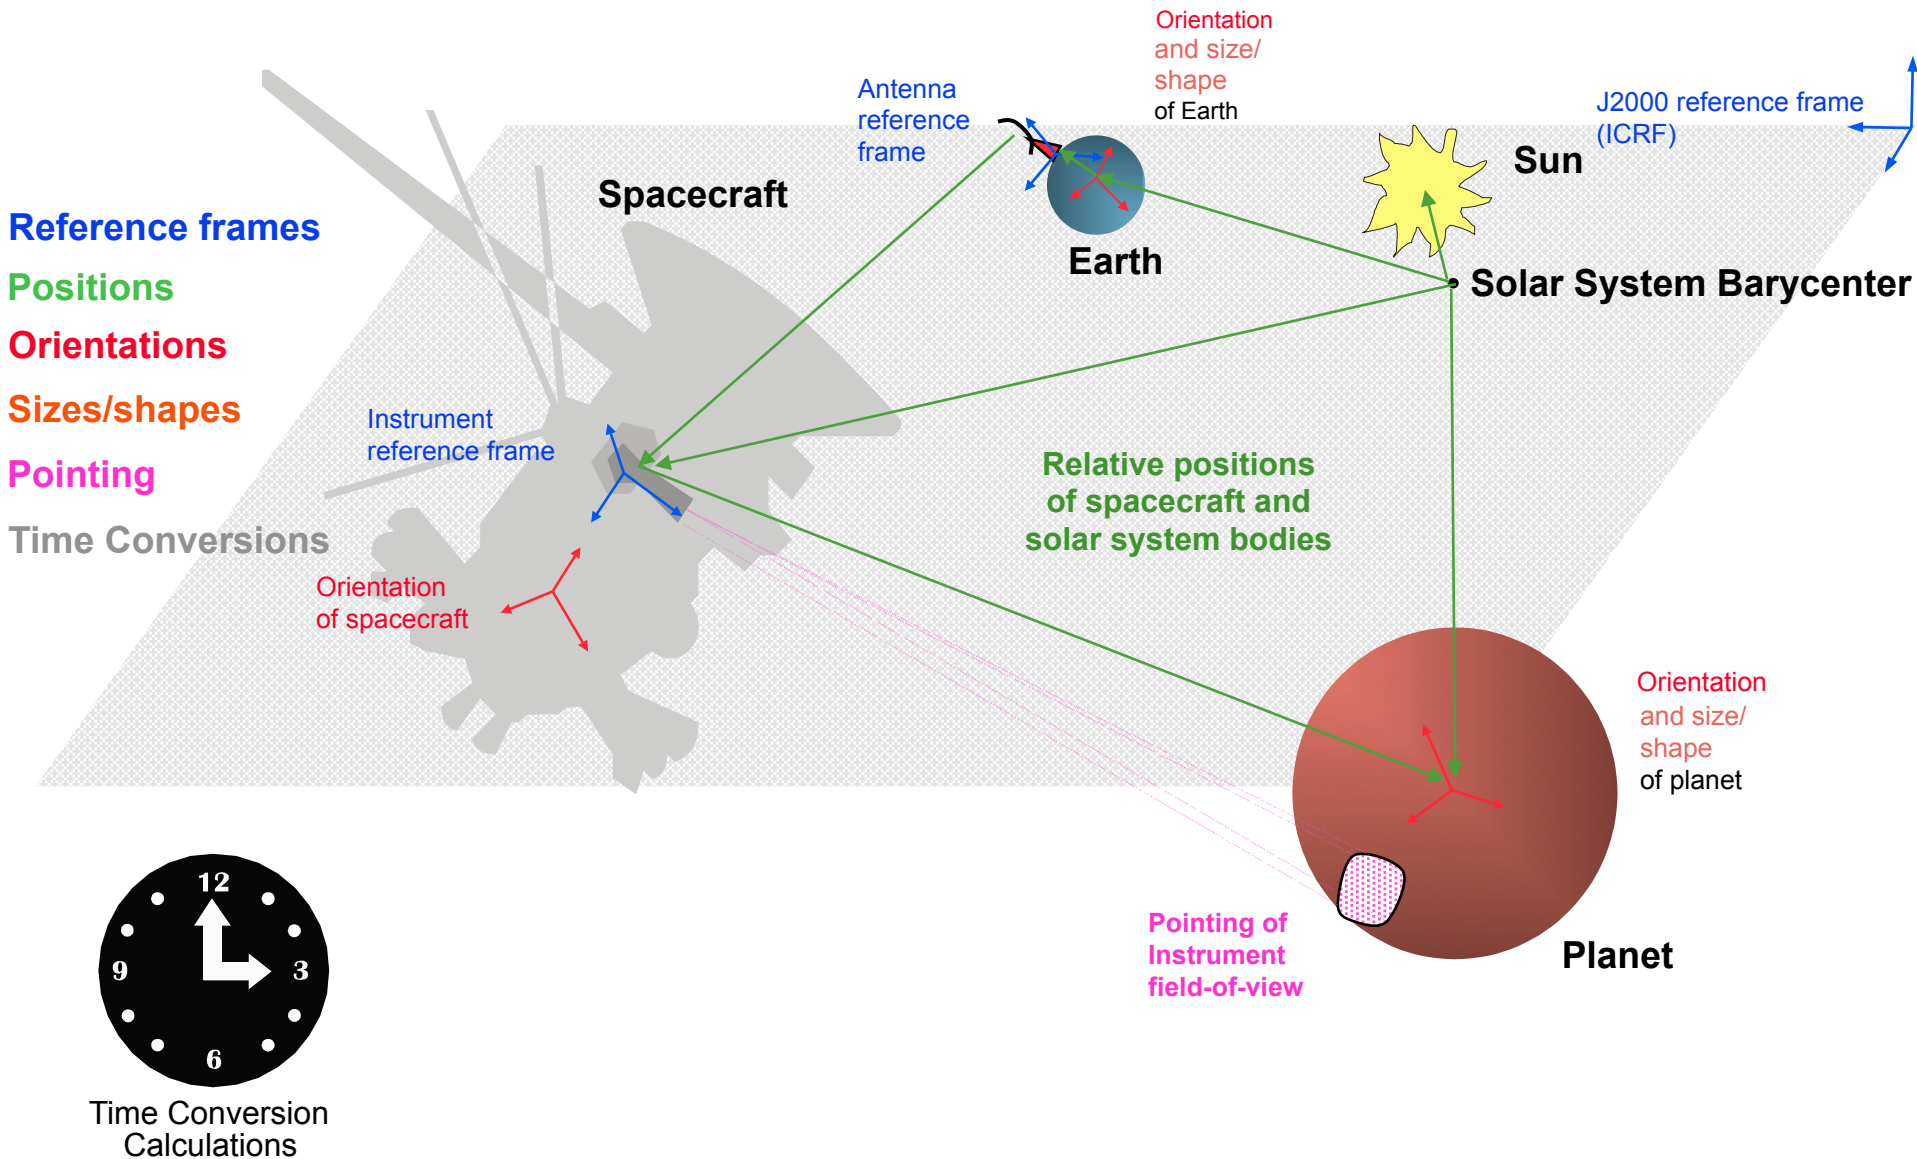 Orientation
and size/
shape
of Earth
Antenna
reference
frame
J2000 reference frame
(ICRF)
Sun
Spacecraft
Earth
Solar System Barycenter
Reference frames
Positions
Orientations
Sizes/shapes
Pointing
Time Conversions
Instrument
reference frame
Relative positions
of spacecraft and
solar system bodies
Orientation
of spacecraft
Orientation
and size/
shape
of planet
Pointing of
Instrument
field-of-view
Planet
12
9
3
6
Time Conversion
Calculations